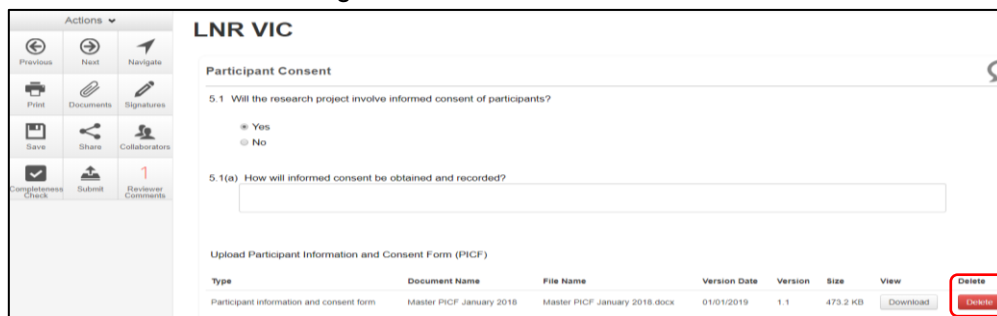 Actions
LNR VIC
Previous Next Navigate
Print Documents Signatures
Save Share Collaborators
Completeness Check Submit 1 Reviewer Comments
Participant Consent
5.1 Will the research project involve informed consent of participants?
Yes
No
5.1(a) How will informed consent be obtained and recorded?
Upload Participant Information and Consent Form (PICF)
Type Document Name File Name Version Date Version Size View Delete
Participant information and consent form Master PICF January 2018 Master PICF January 2018.docx 01/01/2019 1.1 473.2 KB Download Delete